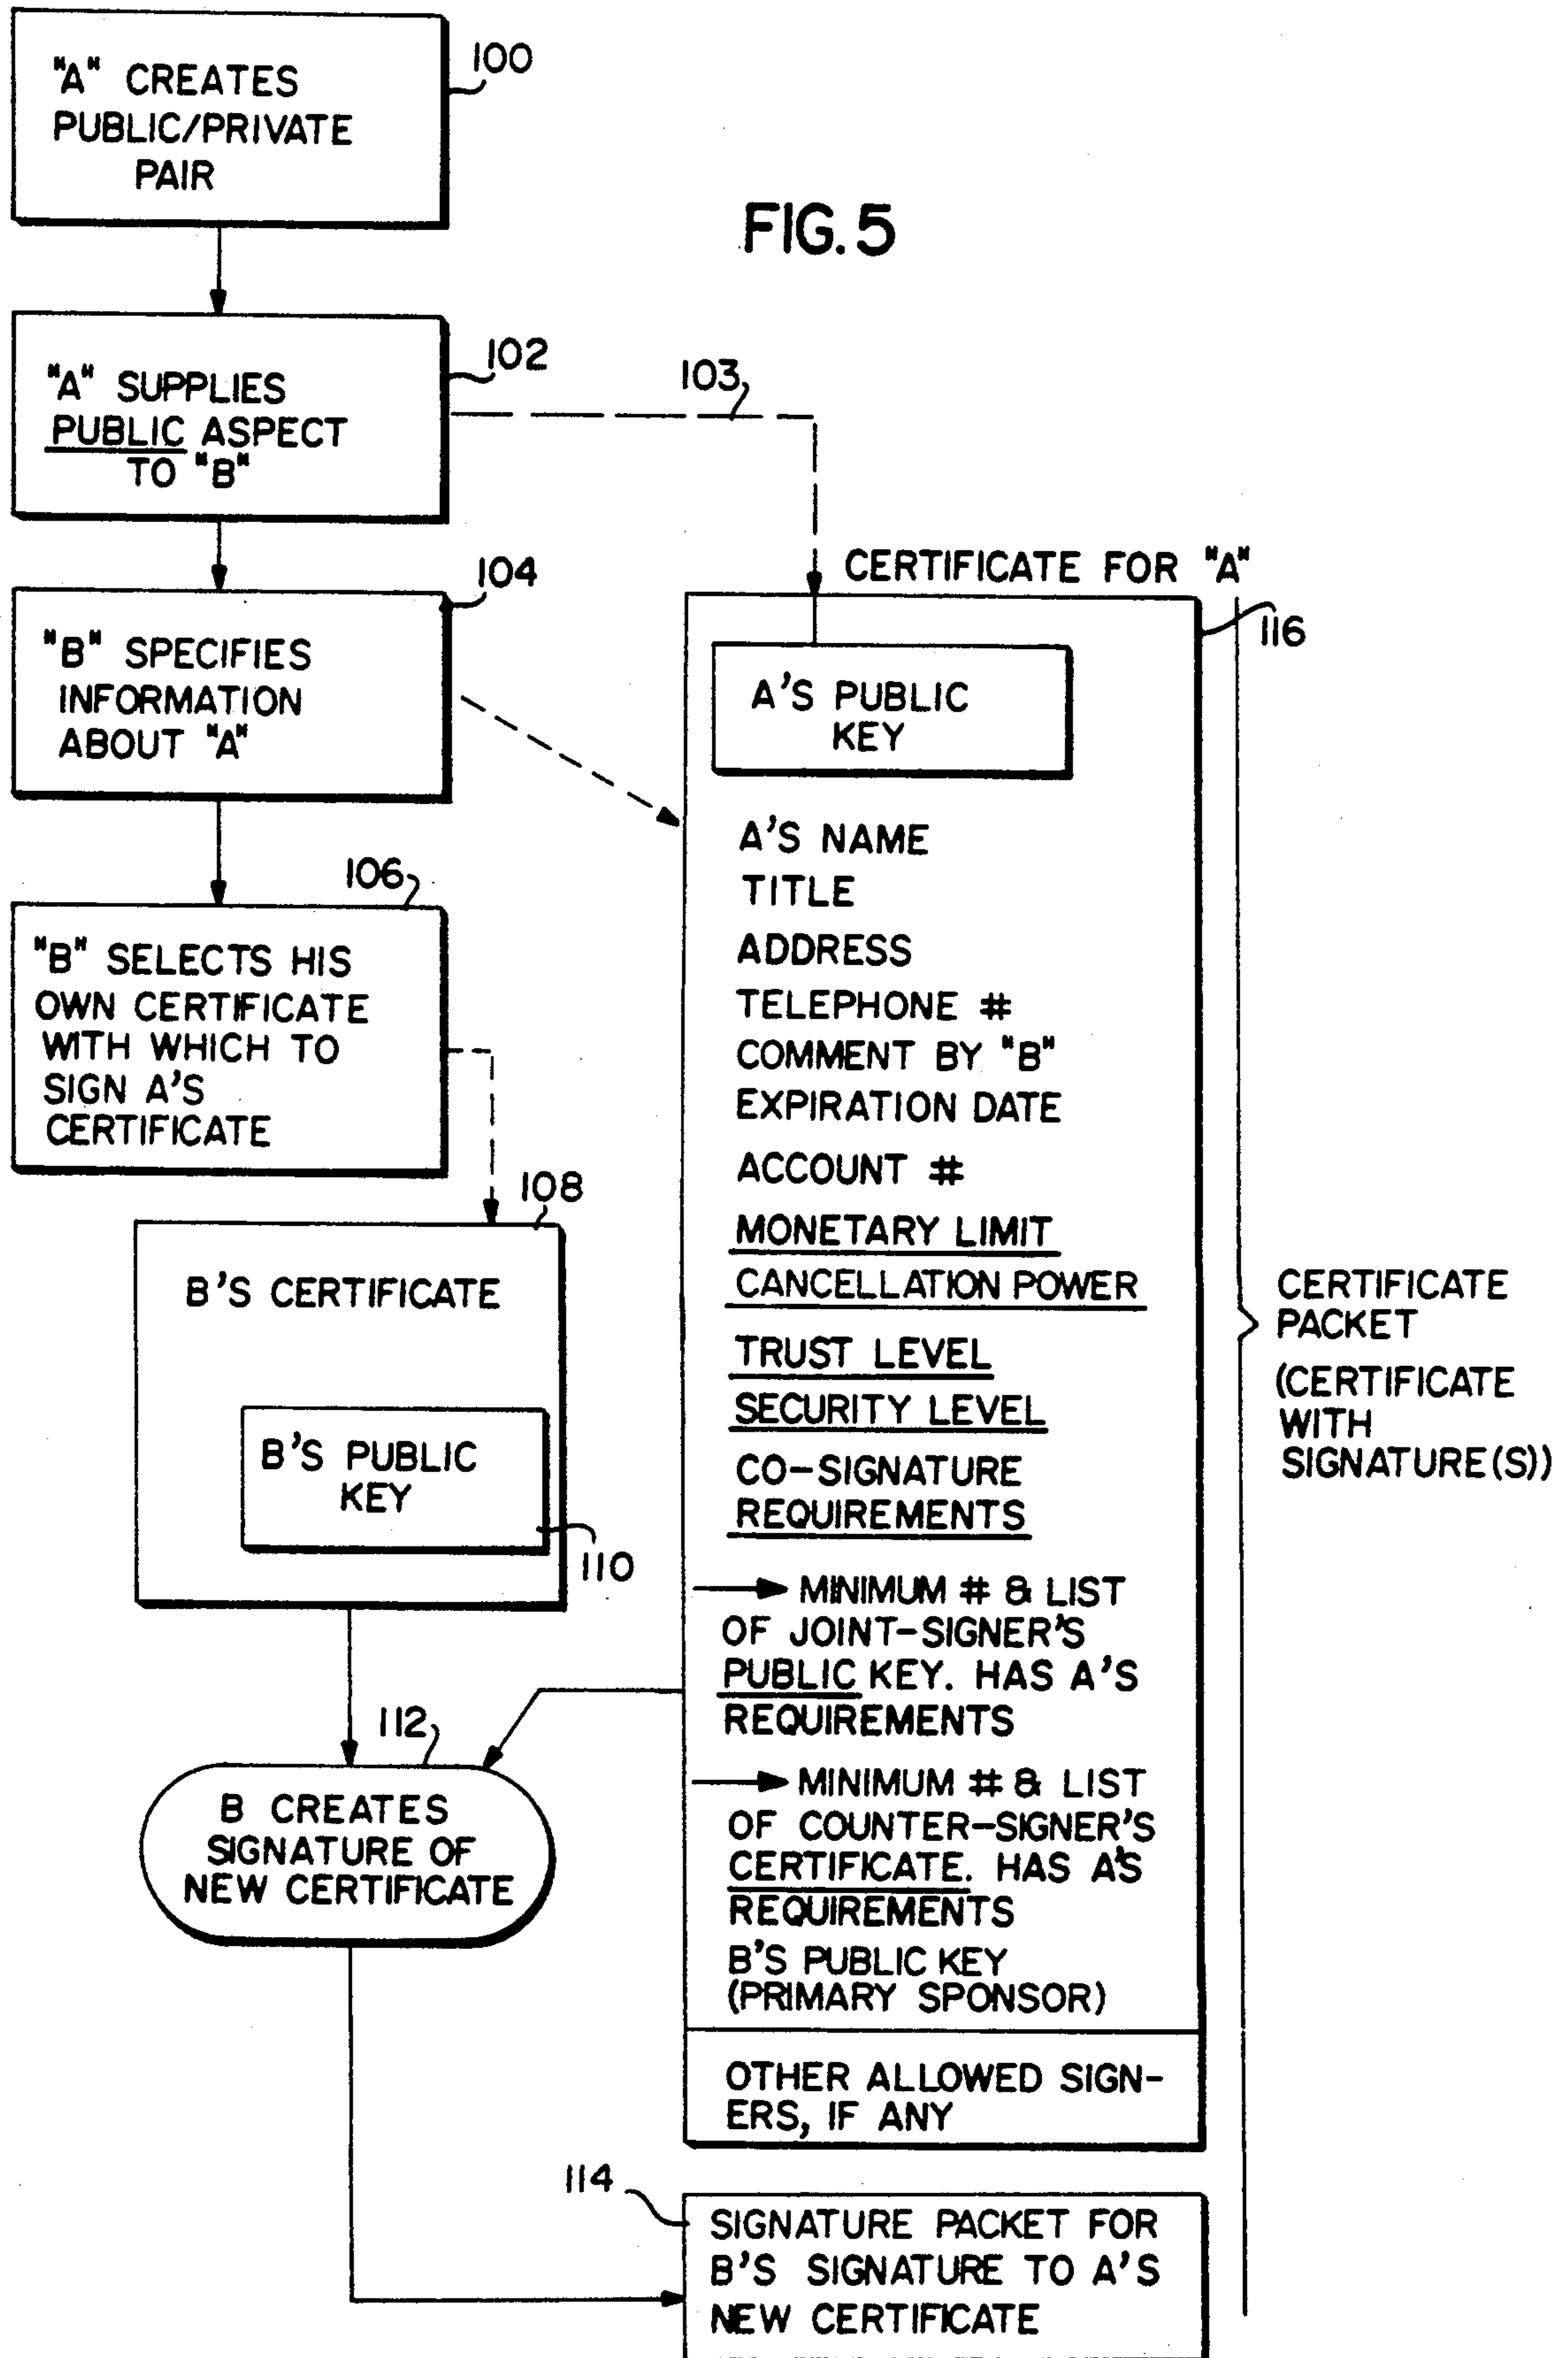 "A" CREATES
PUBLIC/PRIVATE
PAIR
100
FIG. 5
"A" SUPPLIES
PUBLIC ASPECT
TO "B"
102
103
"B" SPECIFIES
INFORMATION
ABOUT "A"
104
"B" SELECTS HIS
OWN CERTIFICATE
WITH WHICH TO
SIGN A'S
CERTIFICATE
106
B'S CERTIFICATE
108
B'S PUBLIC
KEY
110
B CREATES
SIGNATURE OF
NEW CERTIFICATE
112
CERTIFICATE FOR "A"
116
A'S PUBLIC
KEY
A'S NAME
TITLE
ADDRESS
TELEPHONE #
COMMENT BY "B"
EXPIRATION DATE
ACCOUNT #
MONETARY LIMIT
CANCELLATION POWER
TRUST LEVEL
SECURITY LEVEL
CO-SIGNATURE
REQUIREMENTS
MINIMUM # & LIST
OF JOINT-SIGNER'S
PUBLIC KEY. HAS A'S
REQUIREMENTS
MINIMUM # & LIST
OF COUNTER-SIGNER'S
CERTIFICATE. HAS A'S
REQUIREMENTS
B'S PUBLIC KEY
(PRIMARY SPONSOR)
OTHER ALLOWED SIGN-
ERS, IF ANY
114
SIGNATURE PACKET FOR
B'S SIGNATURE TO A'S
NEW CERTIFICATE
CERTIFICATE
PACKET
(CERTIFICATE
WITH
SIGNATURE(S))